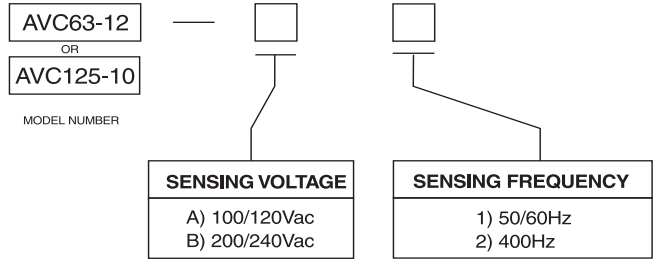 AVC63-12
OR
AVC125-10
MODEL NUMBER
SENSING VOLTAGE
A) 100/120Vac
B) 200/240Vac
SENSING FREQUENCY
1) 50/60Hz
2) 400Hz